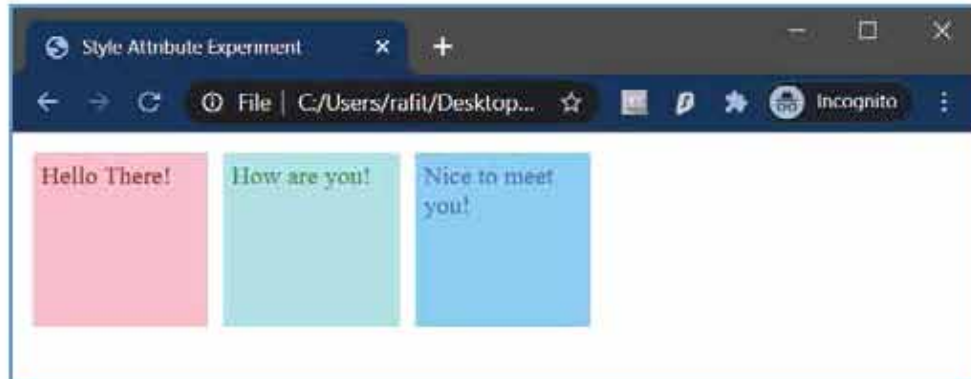 Style Attribute Experiment
File | C:/Users/rafit/Desktop... Incognito
Hello There!
How are you!
Nice to meet
you!